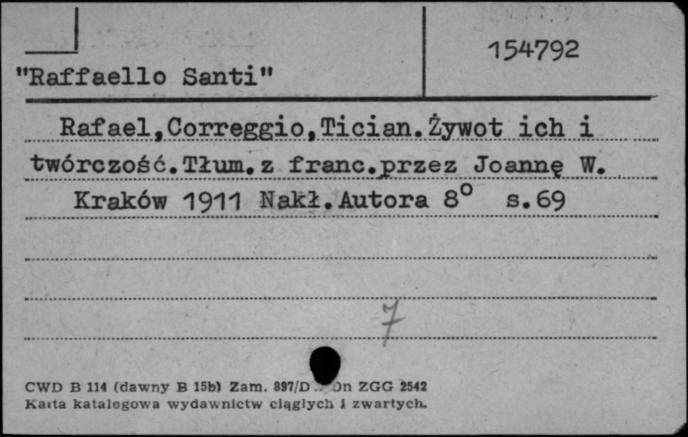 154792
"Raffaello Santi"
Rafael,Correggio,Tician.Żywot ich i
twórczość.Tłum.z franc.przez Joannę W.
Kraków 1911 Nakł.Autora 8° s.69
7
CWD B 114 (dawny B 15b) Zam. 897/D ZGG 2542
Karta katalogowa wydawnictw ciągłych i zwartych.